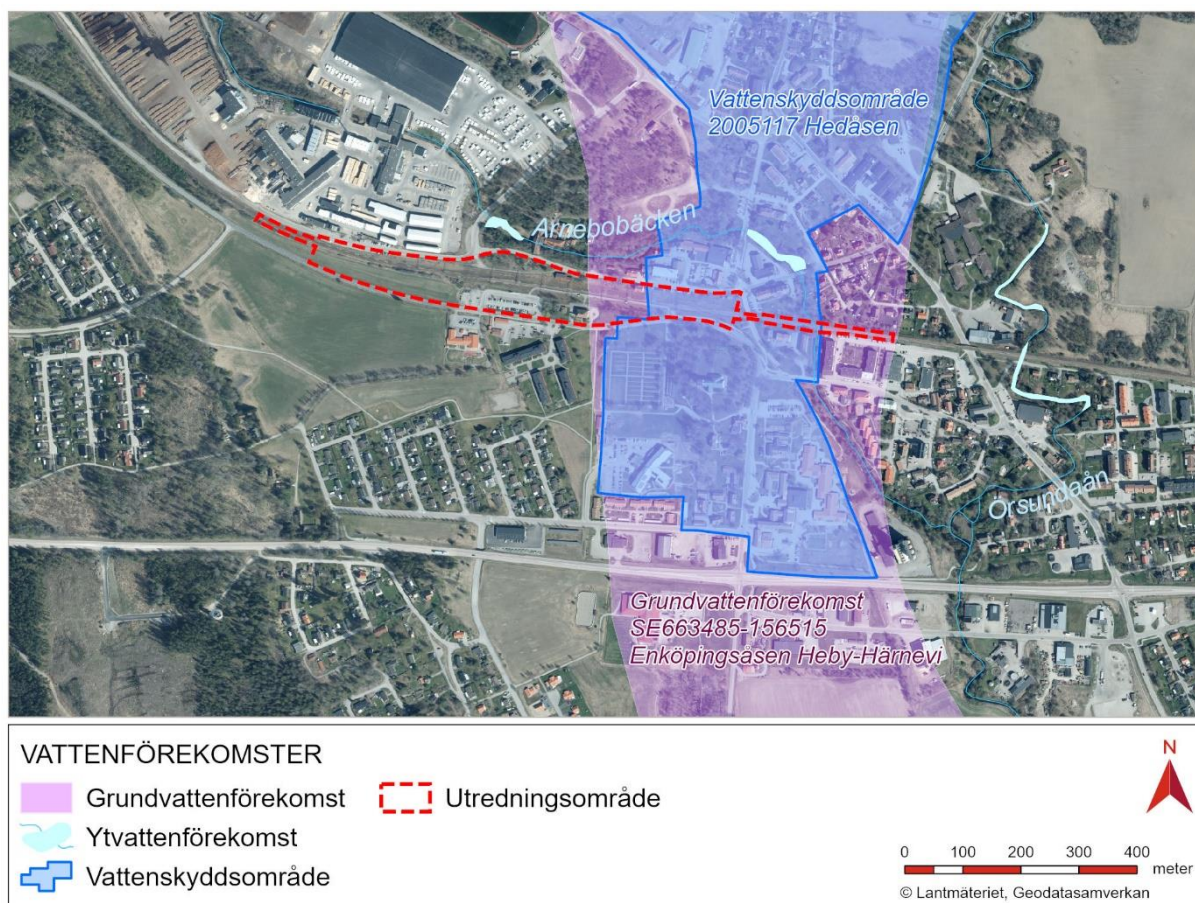 Vattenskyddsområde
2005117 Hedåsen
Arnebobäcken
Örsundaån
Grundvattenförekomst
SE663485-156515
Enköpingsåsen Heby-Härnevi
VATTENFÖREKOMSTER
Grundvattenförekomst
Utredningsområde
Ytvattenförekomst
Vattenskyddsområde
N
0 100 200 300 400
meter
© Lantmäteriet, Geodatasamverkan